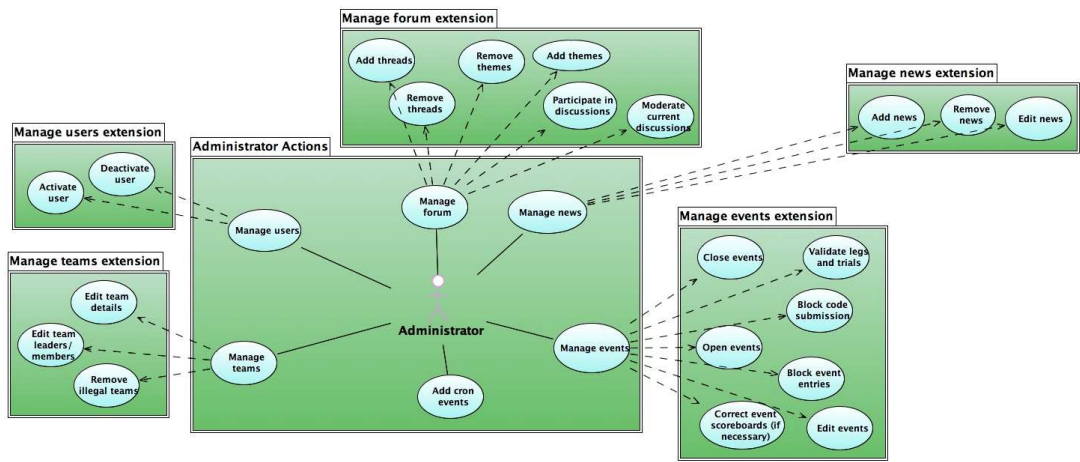 Manage forum extension
Add threads
Remove
threads
Remove
themes
Add themes
Participate in
discussions
Moderate
current
discussions
Manage news extension
Add news
Remove
news
Edit news
Manage users extension
Deactivate
user
Activate
user
Administrator Actions
Manage
forum
Manage news
Manage users
Administrator
Manage
teams
Add cron
events
Manage events
Manage teams extension
Edit team
details
Edit team
leaders/
members
Remove
illegal teams
Manage events extension
Close events
Validate legs
and trials
Block code
submission
Open events
Block event
entries
Correct event
scoreboards (if
necessary)
Edit events